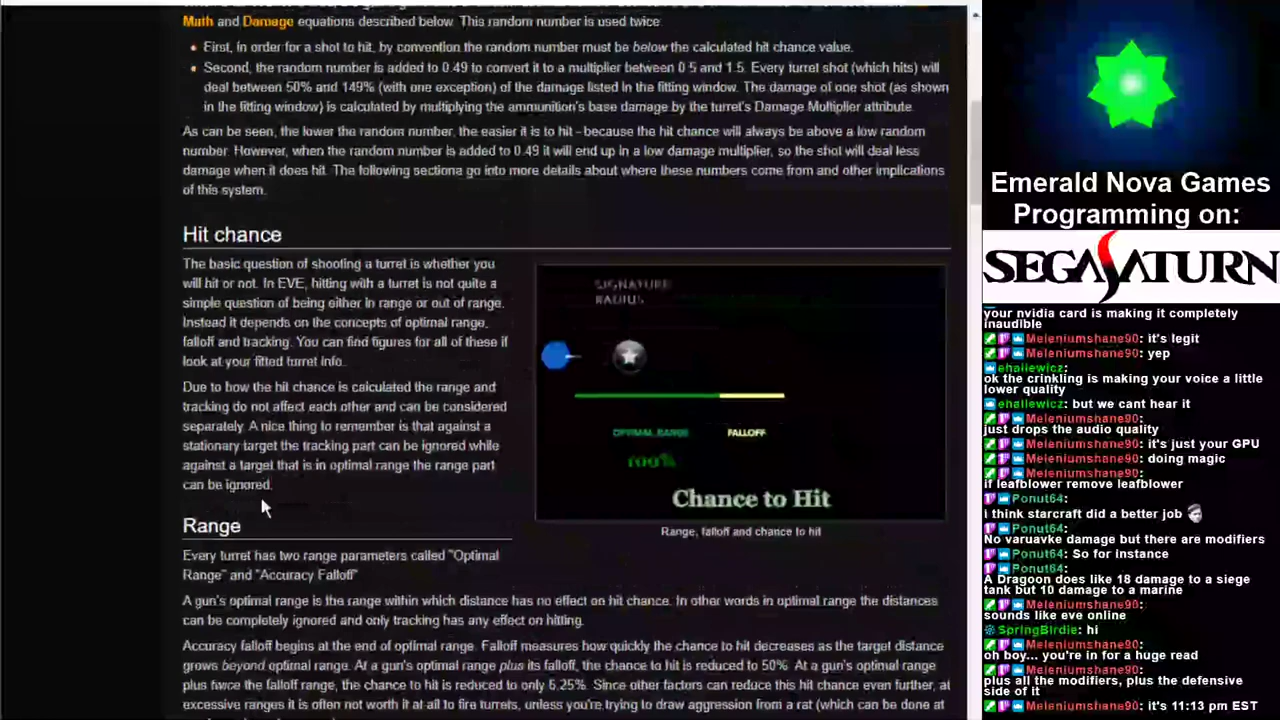 Math and Damage equations described below. This random number is used twice:
First, in order for a shot to hit, by convention the random number must be below the calculated hit chance value.
Second, the random number is added to 0.49 to convert it to a multiplier between 0.5 and 1.5. Every turret shot (which hits) will
deal between 50% and 149% (with one exception) of the damage listed in the fitting window. The damage of one shot (as shown
in the fitting window) is calculated by multiplying the ammunition's base damage by the turret's Damage Multiplier attribute.
As can be seen, the lower the random number, the easier it is to hit - because the hit chance will always be above a low random
number. However, when the random number is added to 0.49 it will end up in a low damage multiplier, so the shot will deal less
damage when it does hit. The following sections go into more details about where these numbers come from and other implications
of this system.
Hit chance
The basic question of shooting a turret is whether you
will hit or not. In EVE, hitting with a turret is not quite a
simple question of being either in range or out of range.
Instead it depends on the concepts of optimal range,
falloff and tracking. You can find figures for all of these if
look at your fitted turret info.
Due to how the hit chance is calculated the range and
tracking do not affect each other and can be considered
separately. A nice thing to remember is that against a
stationary target the tracking part can be ignored while
against a target that is in optimal range the range part
can be ignored.
SIGNATURE
RADIUS
OPTIMAL RANGE
FALLOFF
100%
Chance to Hit
Range, falloff and chance to hit
Range
Every turret has two range parameters called "Optimal
Range" and "Accuracy Falloff"
A gun's optimal range is the range within which distance has no effect on hit chance. In other words in optimal range the distances
can be completely ignored and only tracking has any effect on hitting.
Accuracy falloff begins at the end of optimal range. Falloff measures how quickly the chance to hit decreases as the target distance
grows beyond optimal range. At a gun's optimal range plus its falloff, the chance to hit is reduced to 50%. At a gun's optimal range
plus twice the falloff range, the chance to hit is reduced to only 6.25%. Since other factors can reduce this hit chance even further, at
excessive ranges it is often not worth it at all to fire turrets, unless you're trying to draw aggression from a rat (which can be done at
Emerald Nova Games
Programming on:
SEGA SATURN
your nvidia card is making it completely
inaudible
Meleniumshane90: it's legit
Meleniumshane90: yep
ehallewicz:
ok the crinkling is making your voice a little
lower quality
ehallewicz: but we cant hear it
Meleniumshane90:
just drops the audio quality
Meleniumshane90: it's just your GPU
Meleniumshane90: doing magic
Meleniumshane90:
if leafblower remove leafblower
Ponut64:
i think starcraft did a better job
Ponut64:
No varuavke damage but there are modifiers
Ponut64: So for instance
Ponut64:
A Dragoon does like 18 damage to a siege
tank but 10 damage to a marine
Meleniumshane90:
sounds like eve online
SpringBirdie: hi
Meleniumshane90:
oh boy... you're in for a huge read
Meleniumshane90:
plus all the modifiers, plus the defensive
side of it
Meleniumshane90: it's 11:13 pm EST